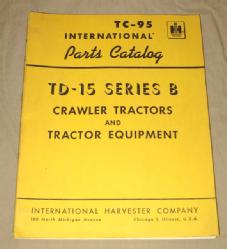 TC-95
INTERNATIONAL
IH
Parts Catalog
TD-15 SERIES B
CRAWLER TRACTORS
AND
TRACTOR EQUIPMENT
INTERNATIONAL HARVESTER COMPANY
180 North Michigan Avenue Chicago 1, Illinois, U.S.A.